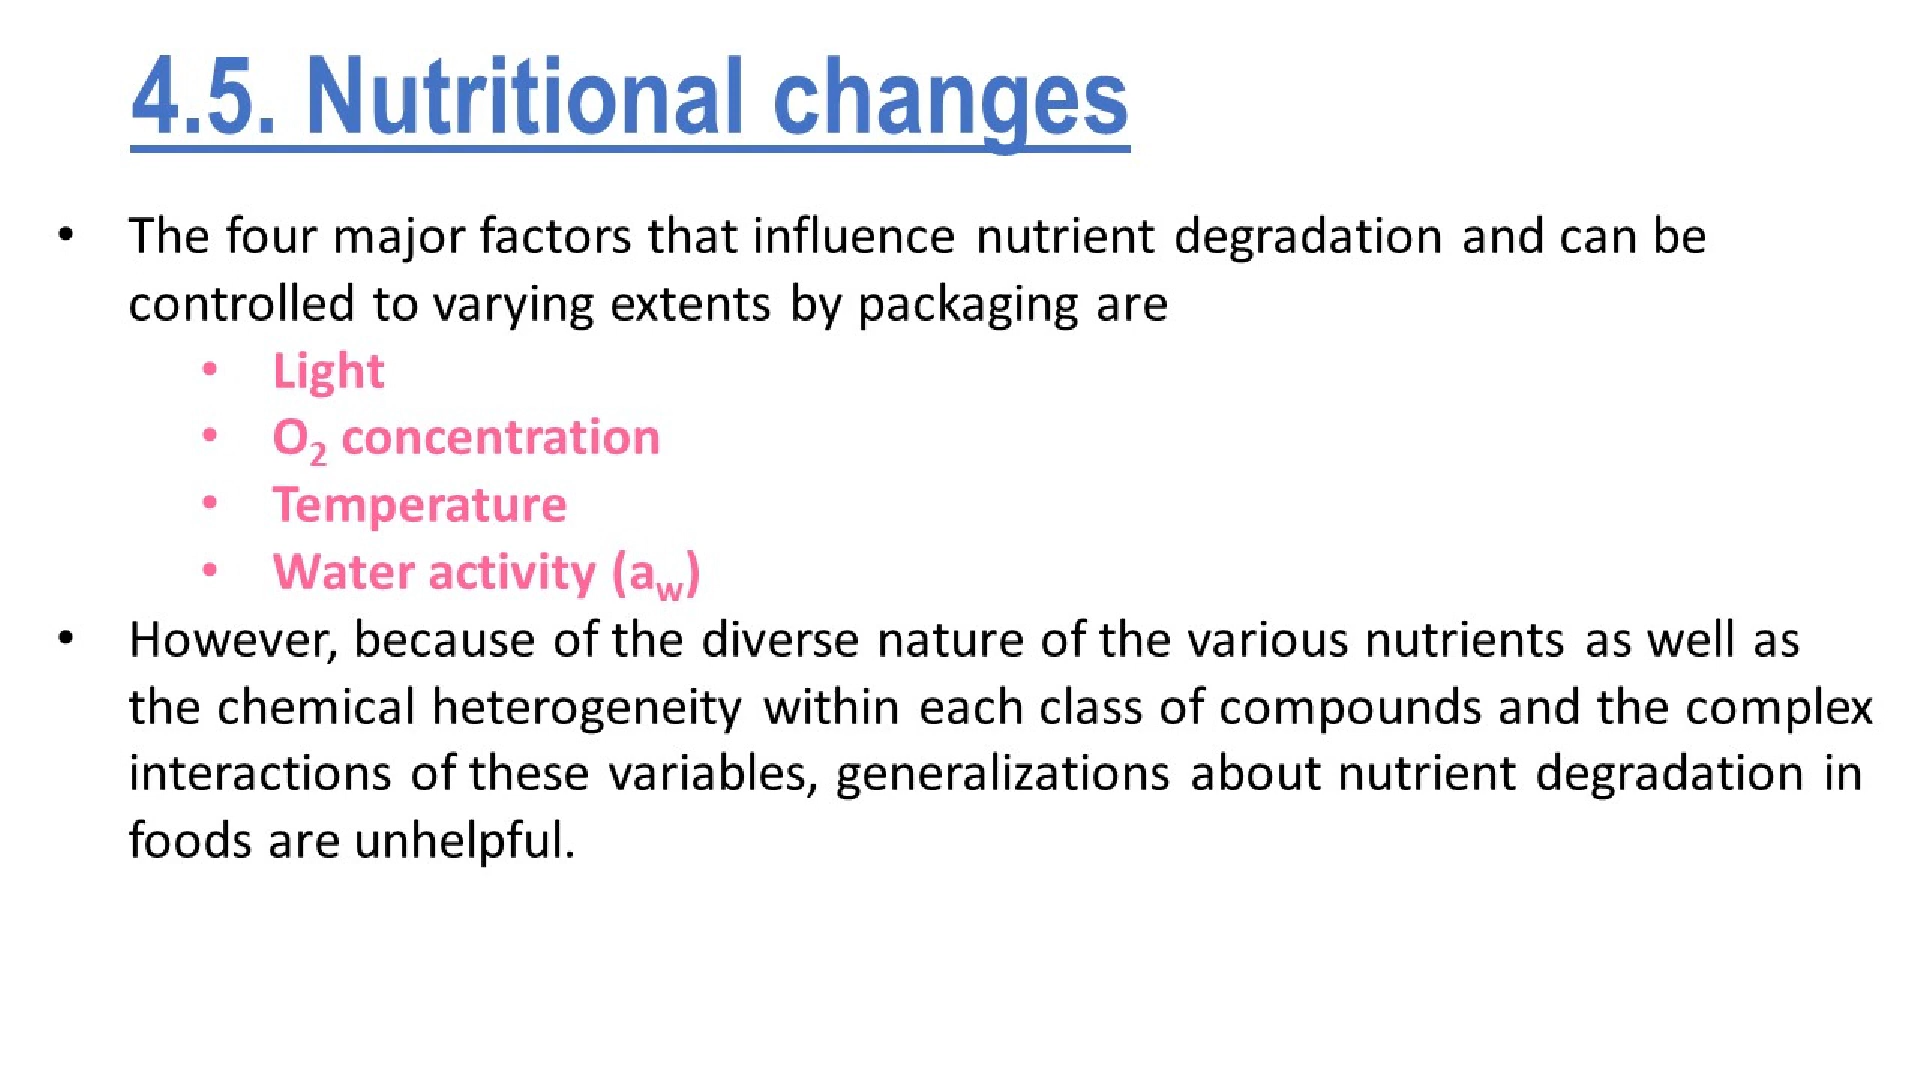 4.5. Nutritional changes
• The four major factors that influence nutrient degradation and can be
controlled to varying extents by packaging are
• Light
• O₂ concentration
• Temperature
• Water activity (a_w)
• However, because of the diverse nature of the various nutrients as well as
the chemical heterogeneity within each class of compounds and the complex
interactions of these variables, generalizations about nutrient degradation in
foods are unhelpful.